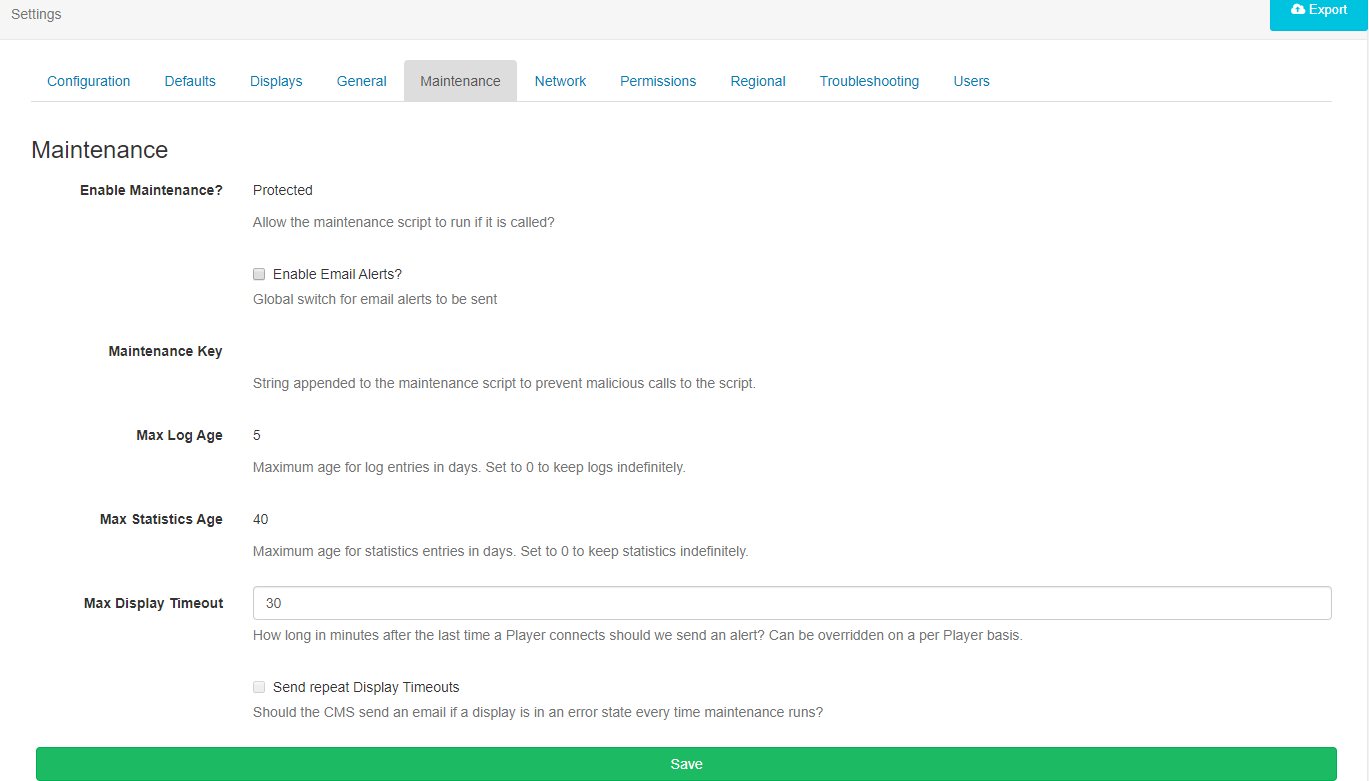 Settings
Export
Configuration Defaults Displays General Maintenance Network Permissions Regional Troubleshooting Users
Maintenance
Enable Maintenance? Protected
Allow the maintenance script to run if it is called?
Enable Email Alerts?
Global switch for email alerts to be sent
Maintenance Key
String appended to the maintenance script to prevent malicious calls to the script.
Max Log Age 5
Maximum age for log entries in days. Set to 0 to keep logs indefinitely.
Max Statistics Age 40
Maximum age for statistics entries in days. Set to 0 to keep statistics indefinitely.
Max Display Timeout 30
How long in minutes after the last time a Player connects should we send an alert? Can be overridden on a per Player basis.
Send repeat Display Timeouts
Should the CMS send an email if a display is in an error state every time maintenance runs?
Save